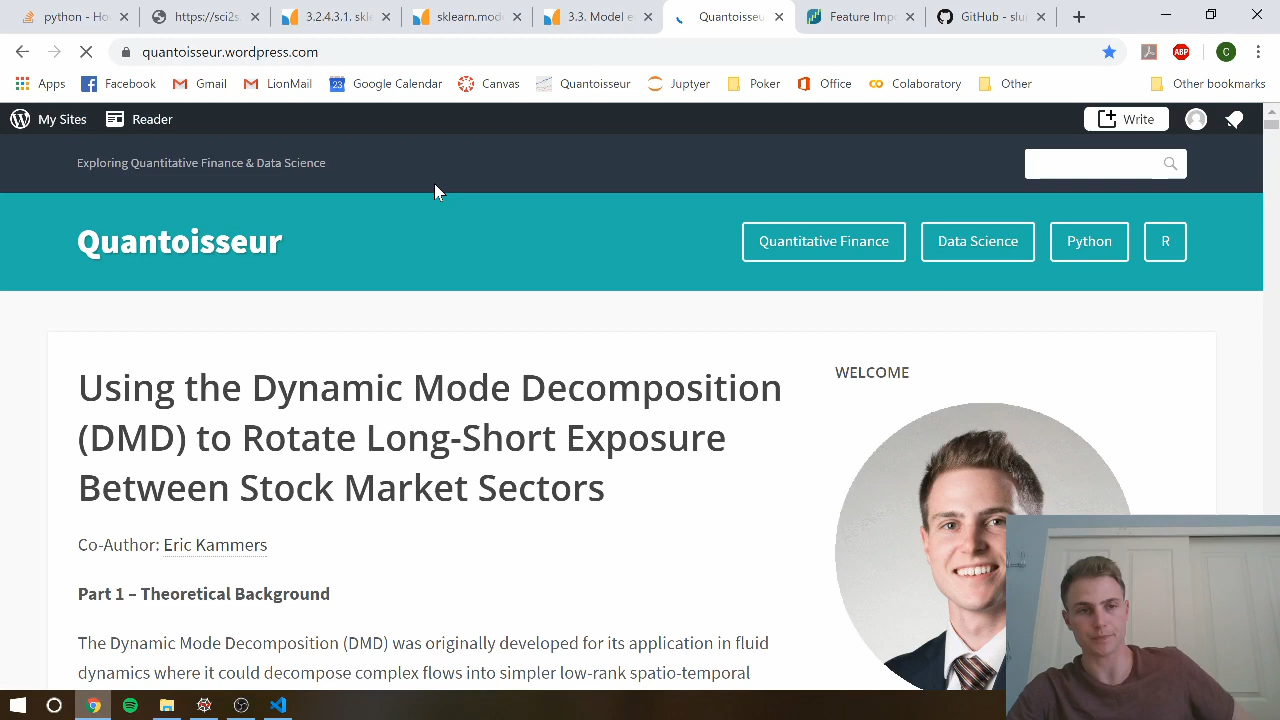 python - Ho
https://sci2s.
3.2.4.3.1. skl
sklearn.mod
3.3. Model e
Quantoisseu
Feature Imp
GitHub - slu
quantoisseur.wordpress.com
ABP
C
Apps
Facebook
Gmail
LionMail
23
Google Calendar
Canvas
Quantoisseur
Juptyer
Poker
Office
Colaboratory
Other
Other bookmarks
My Sites
Reader
Write
Exploring Quantitative Finance & Data Science
Quantoisseur
Quantitative Finance
Data Science
Python
R
Using the Dynamic Mode Decomposition
(DMD) to Rotate Long-Short Exposure
Between Stock Market Sectors
WELCOME
Co-Author: Eric Kammers
Part 1 – Theoretical Background
The Dynamic Mode Decomposition (DMD) was originally developed for its application in fluid
dynamics where it could decompose complex flows into simpler low-rank spatio-temporal